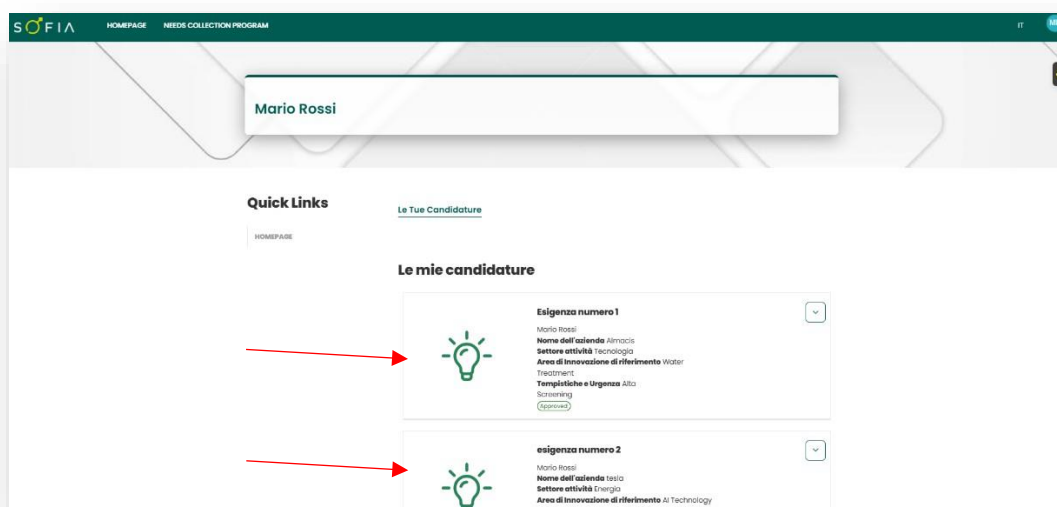 SOFIA HOMEPAGE NEEDS COLLECTION PROGRAM IT
Mario Rossi
Quick Links
HOMEPAGE
Le Tue Candidature
Le mie candidature
Esigenza numero 1
Mario Rossi
Nome dell'azienda Almacis
Settore attività Tecnologia
Area di Innovazione di riferimento Water
Treatment
Tempistiche e Urgenza Alta
Screening
Approved
esigenza numero 2
Mario Rossi
Nome dell'azienda tesla
Settore attività Energia
Area di Innovazione di riferimento AI Technology